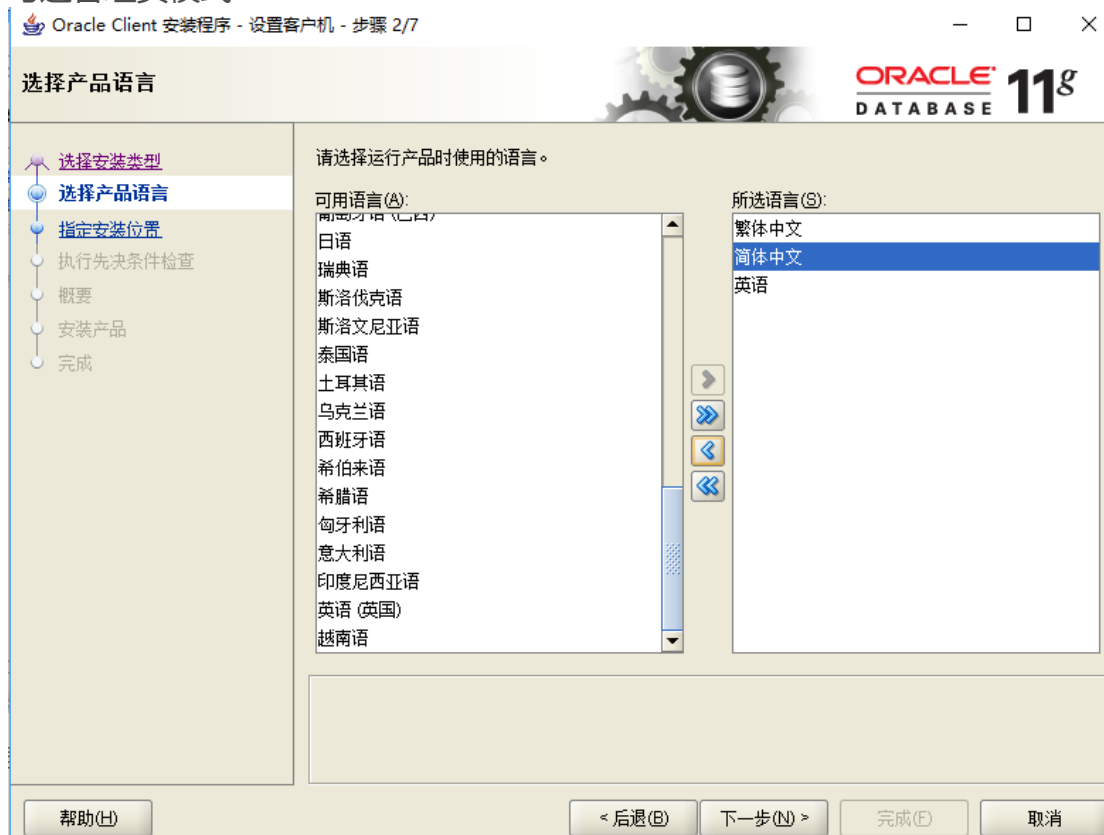 Oracle Client 安装程序 - 设置客户机 - 步骤 2/7
选择产品语言
ORACLE 11g
DATABASE
选择安装类型
选择产品语言
指定安装位置
执行先决条件检查
概要
安装产品
完成
请选择运行产品时使用的语言。
可用语言(A):
葡萄牙语 (巴西)
日语
瑞典语
斯洛伐克语
斯洛文尼亚语
泰国语
土耳其语
乌克兰语
西班牙语
希伯来语
希腊语
匈牙利语
意大利语
印度尼西亚语
英语 (英国)
越南语
所选语言(S):
繁体中文
简体中文
英语
帮助(H)
< 后退(B)
下一步(N) >
完成(F)
取消